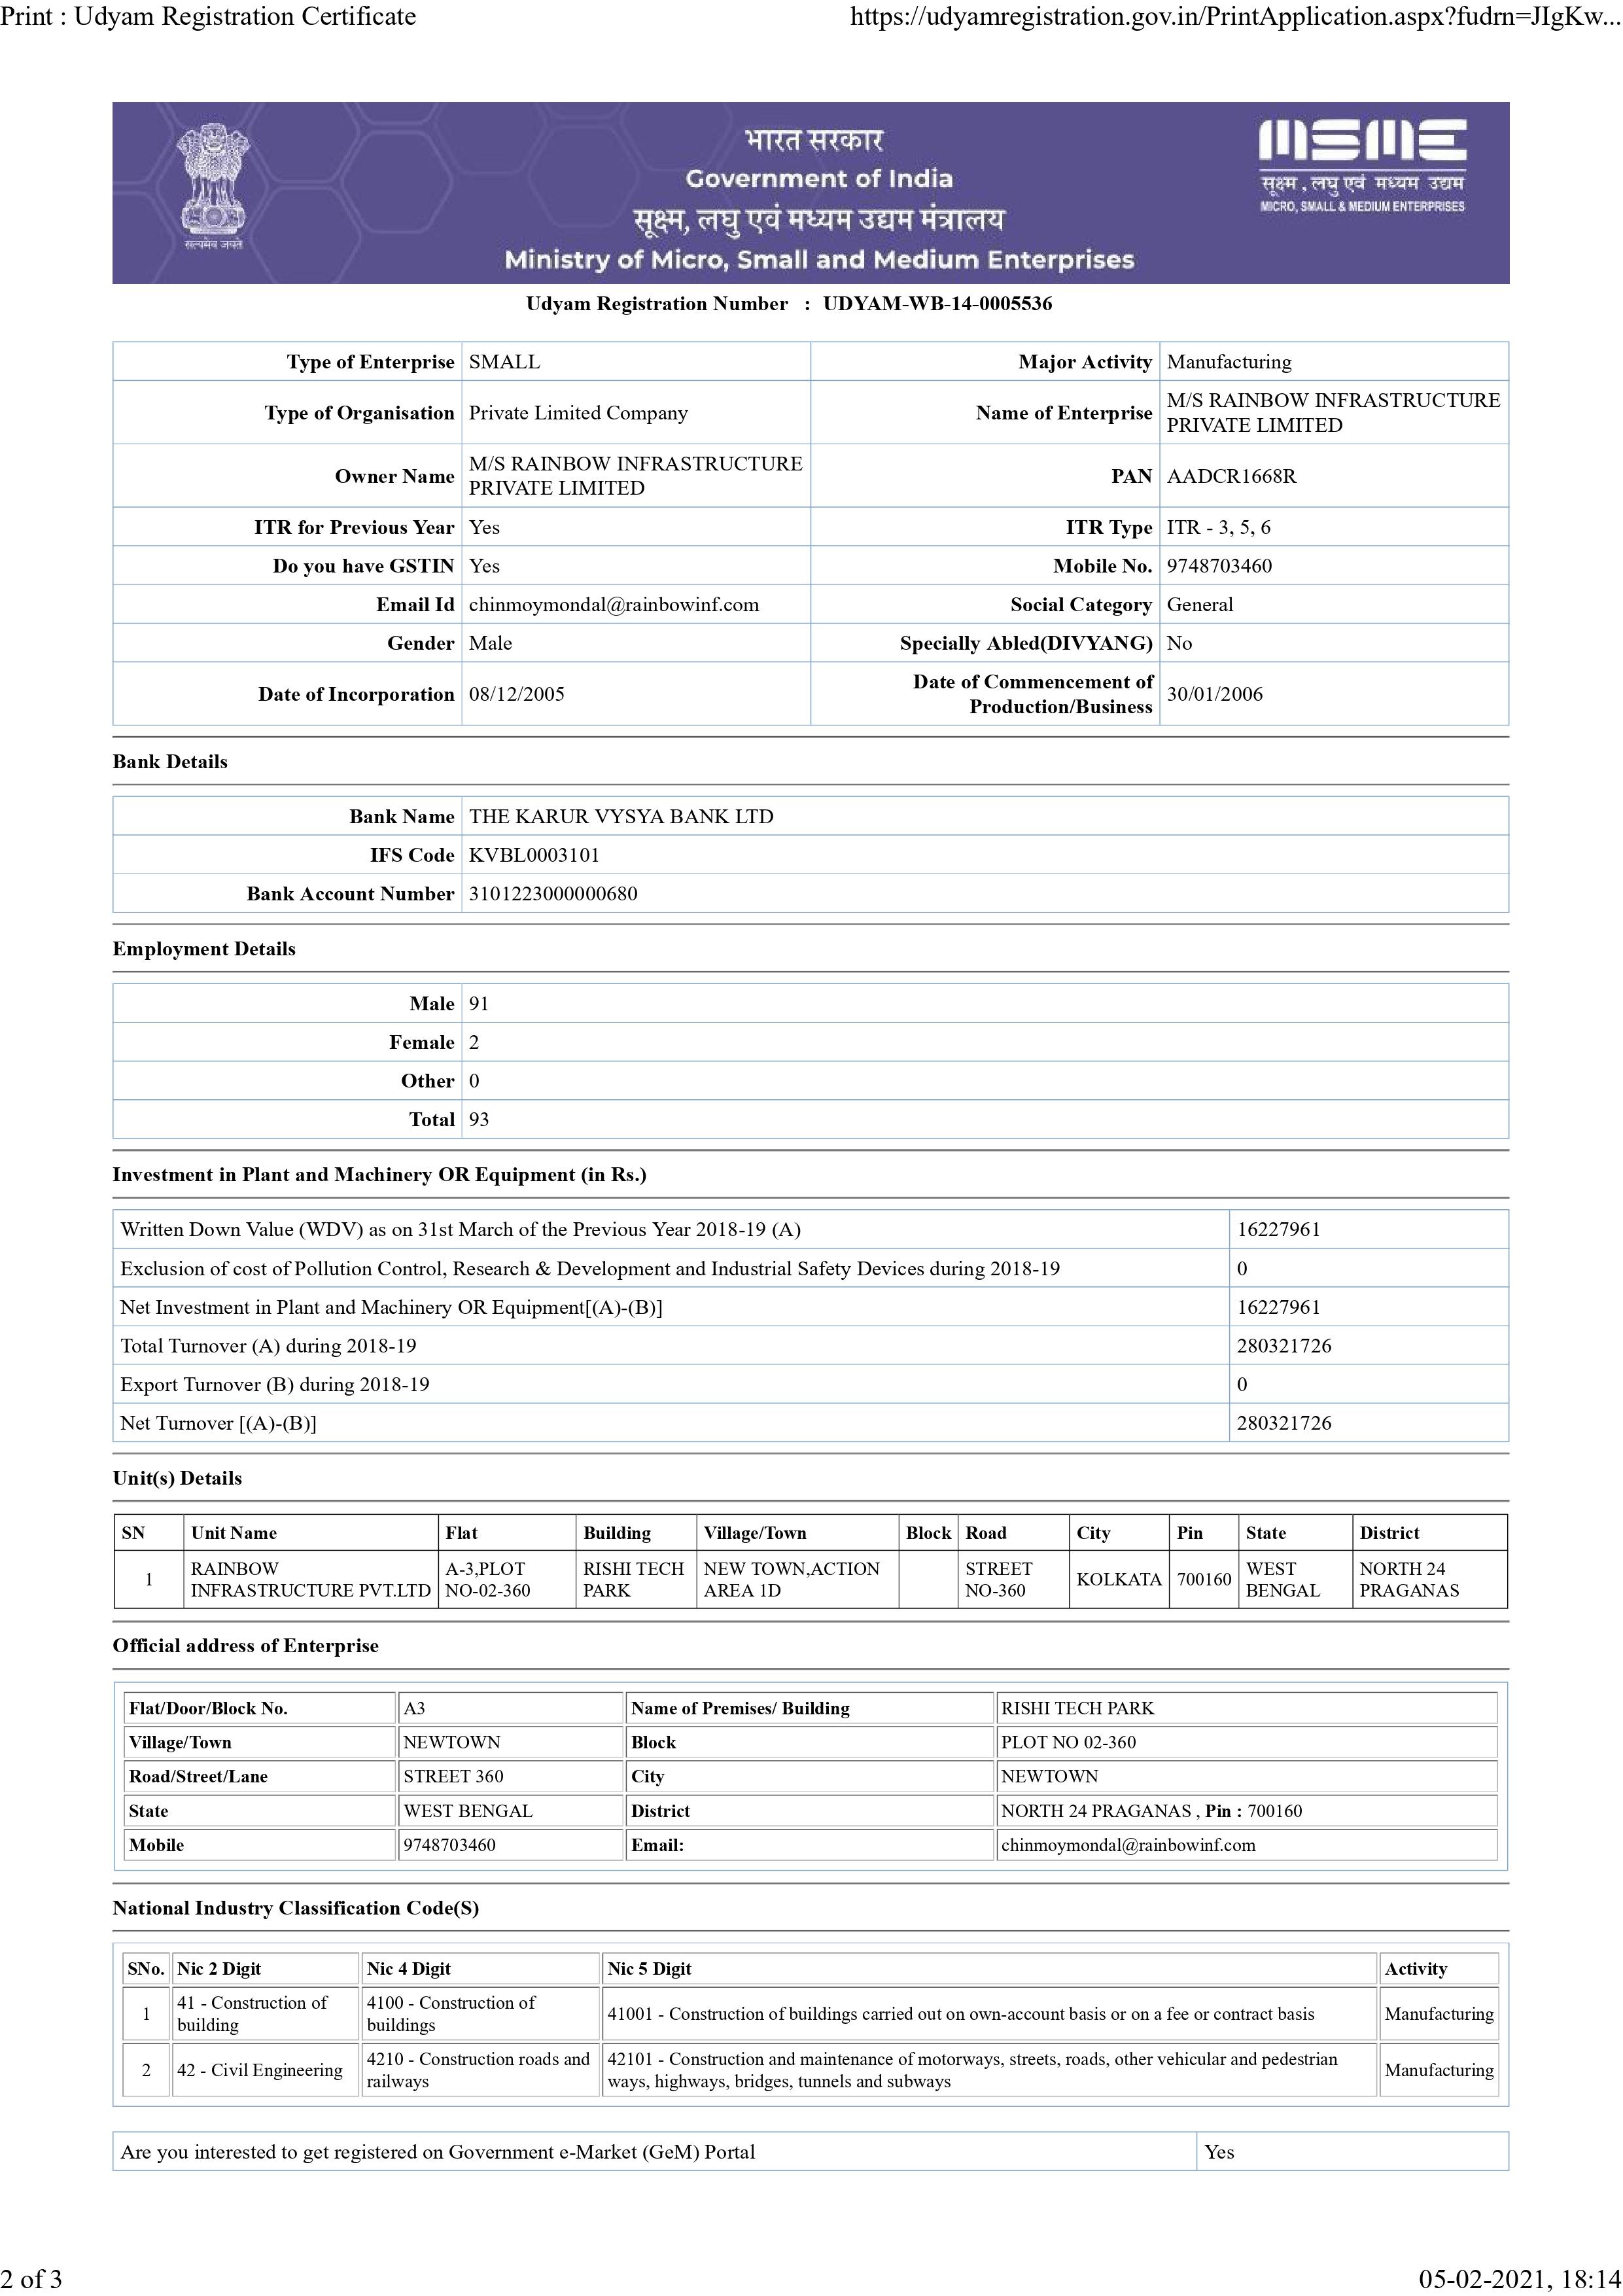 Print : Udyam Registration Certificate https://udyamregistration.gov.in/PrintApplication.aspx?fudrn=JIgKw...
सत्यमेव जयते
भारत सरकार
Government of India
सूक्ष्म, लघु एवं मध्यम उद्यम मंत्रालय
Ministry of Micro, Small and Medium Enterprises
MSME
सूक्ष्म , लघु एवं मध्यम उद्यम
MICRO, SMALL & MEDIUM ENTERPRISES
Udyam Registration Number : UDYAM-WB-14-0005536
Type of Enterprise SMALL Major Activity Manufacturing
Type of Organisation Private Limited Company Name of Enterprise M/S RAINBOW INFRASTRUCTURE
PRIVATE LIMITED
Owner Name M/S RAINBOW INFRASTRUCTURE
PRIVATE LIMITED PAN AADCR1668R
ITR for Previous Year Yes ITR Type ITR - 3, 5, 6
Do you have GSTIN Yes Mobile No. 9748703460
Email Id chinmoymondal@rainbowinf.com Social Category General
Gender Male Specially Abled(DIVYANG) No
Date of Incorporation 08/12/2005 Date of Commencement of
Production/Business 30/01/2006
Bank Details
Bank Name THE KARUR VYSYA BANK LTD
IFS Code KVBL0003101
Bank Account Number 3101223000000680
Employment Details
Male 91
Female 2
Other 0
Total 93
Investment in Plant and Machinery OR Equipment (in Rs.)
Written Down Value (WDV) as on 31st March of the Previous Year 2018-19 (A) 16227961
Exclusion of cost of Pollution Control, Research & Development and Industrial Safety Devices during 2018-19 0
Net Investment in Plant and Machinery OR Equipment[(A)-(B)] 16227961
Total Turnover (A) during 2018-19 280321726
Export Turnover (B) during 2018-19 0
Net Turnover [(A)-(B)] 280321726
Unit(s) Details
SN Unit Name Flat Building Village/Town Block Road City Pin State District
1 RAINBOW
INFRASTRUCTURE PVT.LTD A-3,PLOT
NO-02-360 RISHI TECH
PARK NEW TOWN,ACTION
AREA 1D STREET
NO-360 KOLKATA 700160 WEST
BENGAL NORTH 24
PRAGANAS
Official address of Enterprise
Flat/Door/Block No. A3 Name of Premises/ Building RISHI TECH PARK
Village/Town NEWTOWN Block PLOT NO 02-360
Road/Street/Lane STREET 360 City NEWTOWN
State WEST BENGAL District NORTH 24 PRAGANAS , Pin : 700160
Mobile 9748703460 Email: chinmoymondal@rainbowinf.com
National Industry Classification Code(S)
SNo. Nic 2 Digit Nic 4 Digit Nic 5 Digit Activity
1 41 - Construction of
building 4100 - Construction of
buildings 41001 - Construction of buildings carried out on own-account basis or on a fee or contract basis Manufacturing
2 42 - Civil Engineering 4210 - Construction roads and
railways 42101 - Construction and maintenance of motorways, streets, roads, other vehicular and pedestrian
ways, highways, bridges, tunnels and subways Manufacturing
Are you interested to get registered on Government e-Market (GeM) Portal Yes
2 of 3 05-02-2021, 18:14